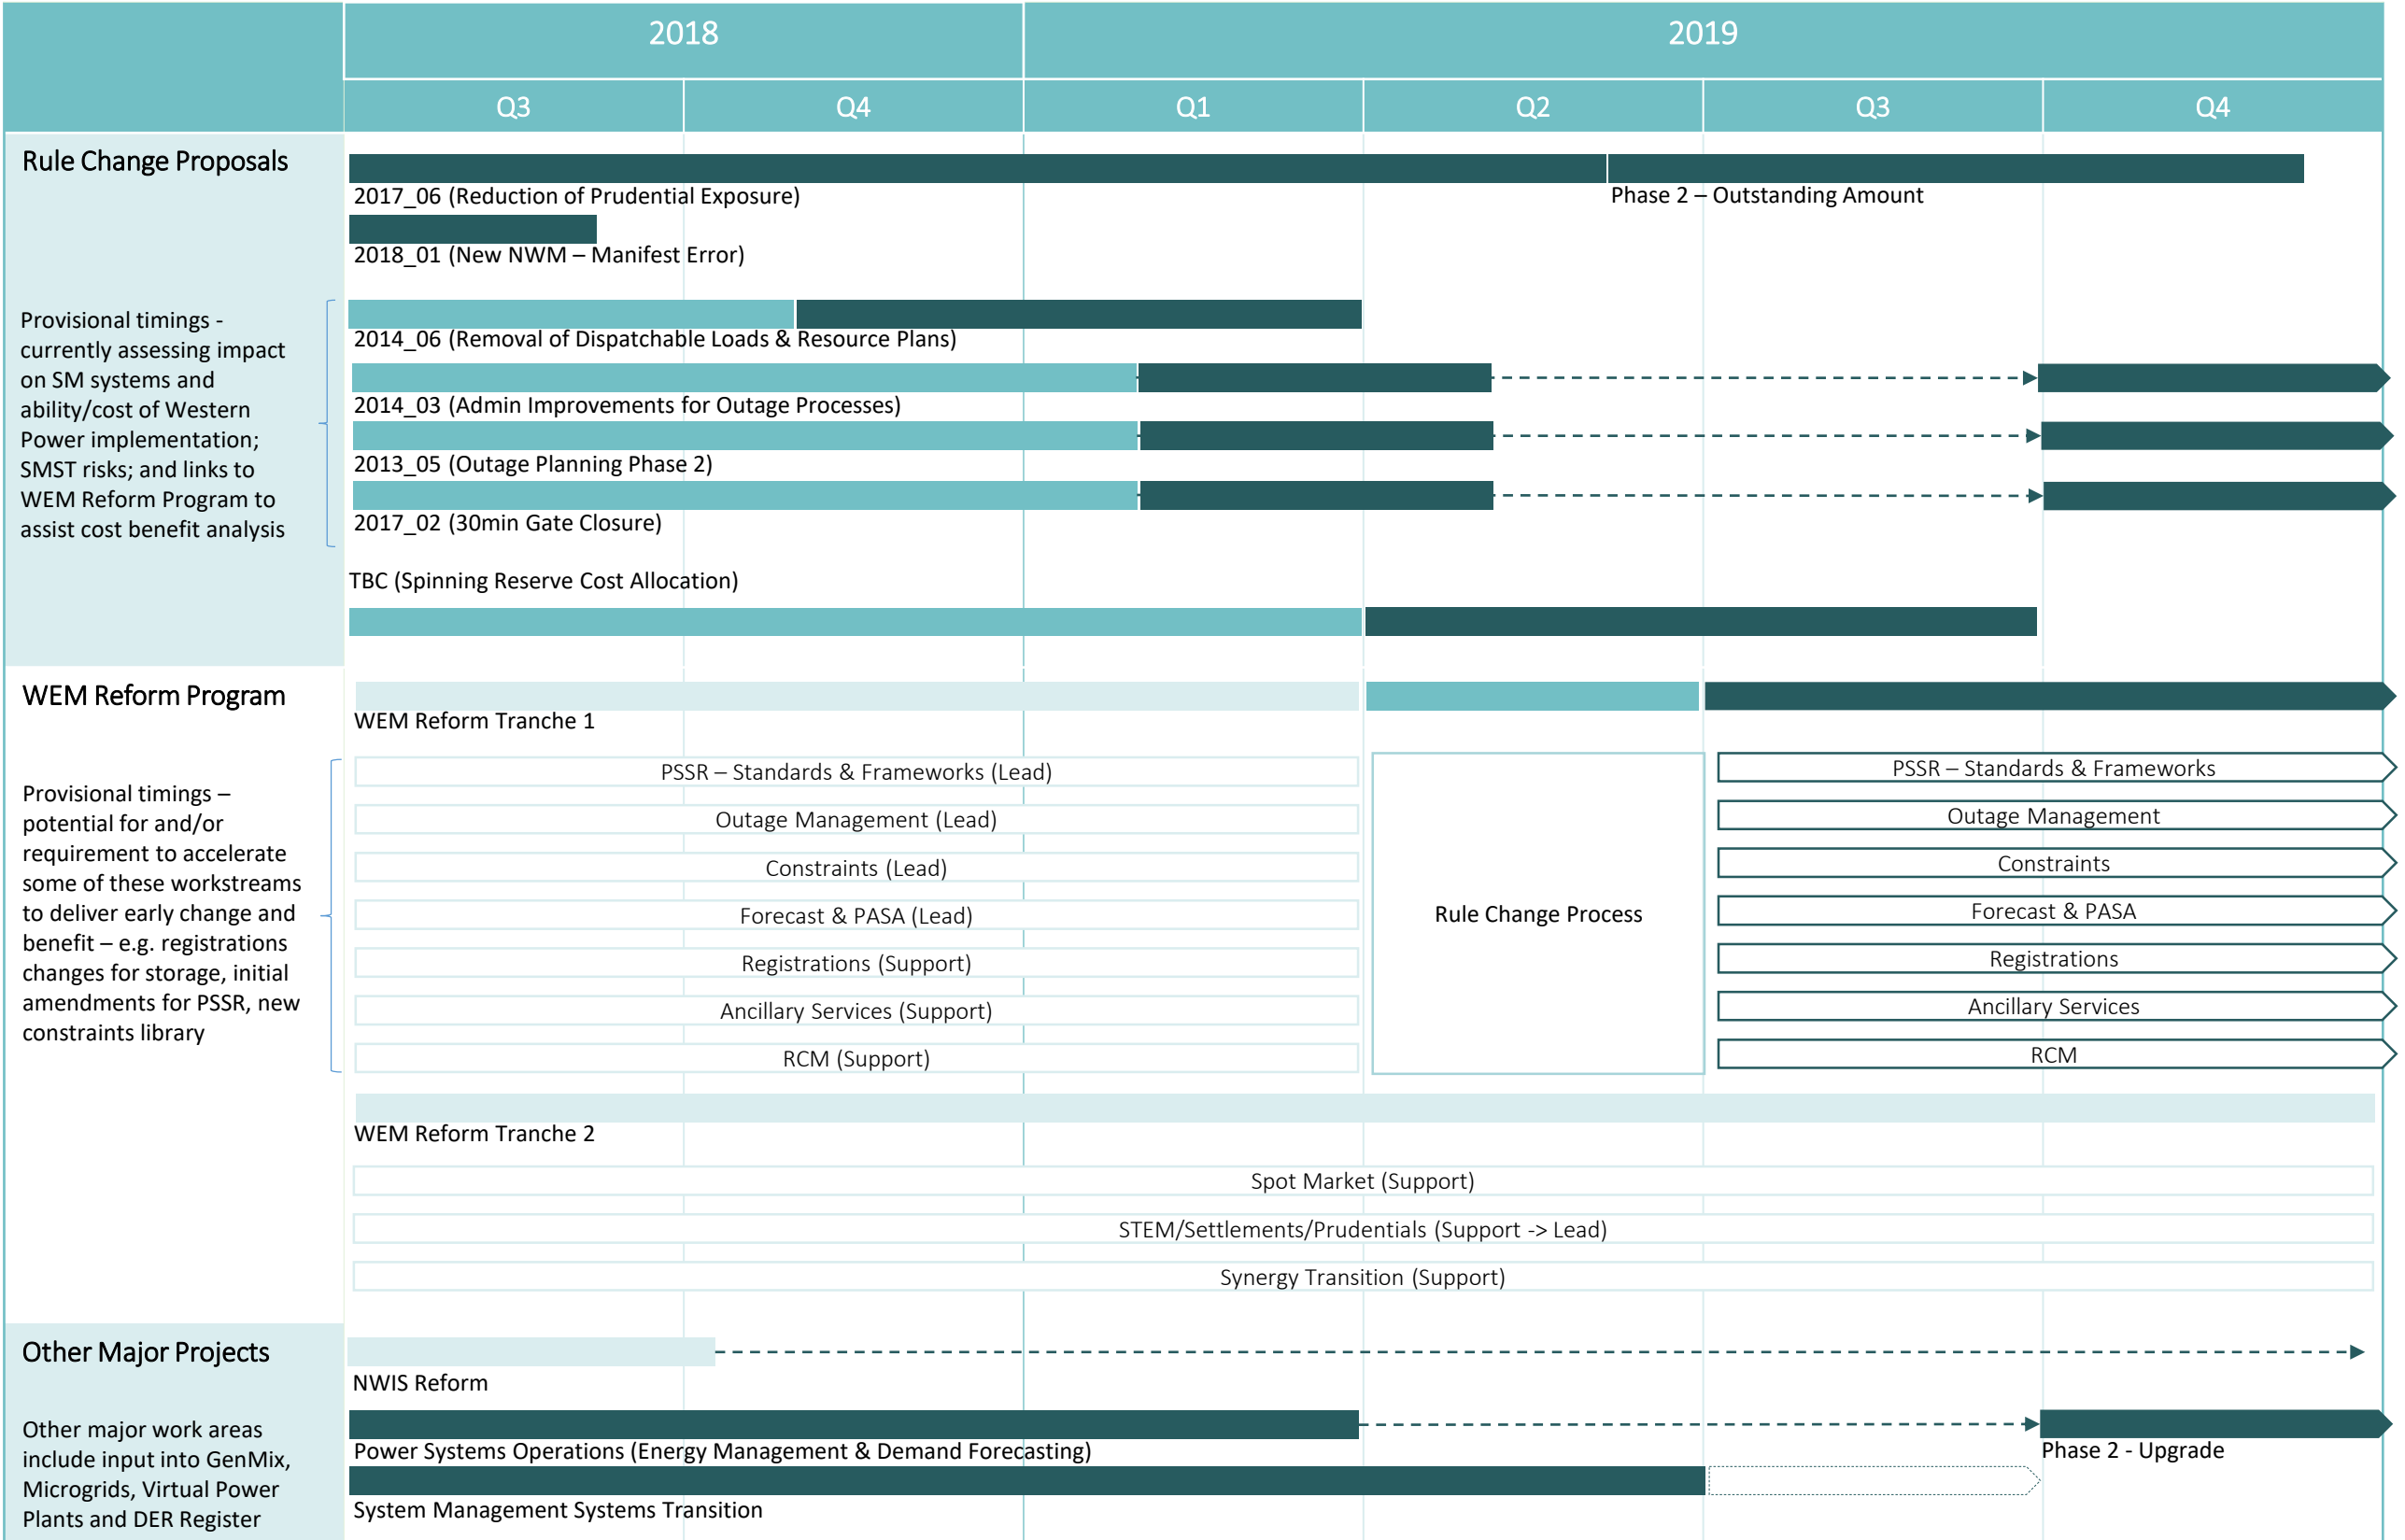 2018
2019
Q3
Q4
Q1
Q2
Q3
Q4
Rule Change Proposals
2017_06 (Reduction of Prudential Exposure)
Phase 2 – Outstanding Amount
2018_01 (New NWM – Manifest Error)
Provisional timings -
currently assessing impact
on SM systems and
ability/cost of Western
Power implementation;
SMST risks; and links to
WEM Reform Program to
assist cost benefit analysis
2014_06 (Removal of Dispatchable Loads & Resource Plans)
2014_03 (Admin Improvements for Outage Processes)
2013_05 (Outage Planning Phase 2)
2017_02 (30min Gate Closure)
TBC (Spinning Reserve Cost Allocation)
WEM Reform Program
WEM Reform Tranche 1
Provisional timings –
potential for and/or
requirement to accelerate
some of these workstreams
to deliver early change and
benefit – e.g. registrations
changes for storage, initial
amendments for PSSR, new
constraints library
PSSR – Standards & Frameworks (Lead)
Outage Management (Lead)
Constraints (Lead)
Forecast & PASA (Lead)
Registrations (Support)
Ancillary Services (Support)
RCM (Support)
Rule Change Process
PSSR – Standards & Frameworks
Outage Management
Constraints
Forecast & PASA
Registrations
Ancillary Services
RCM
WEM Reform Tranche 2
Spot Market (Support)
STEM/Settlements/Prudentials (Support -> Lead)
Synergy Transition (Support)
Other Major Projects
NWIS Reform
Other major work areas
include input into GenMix,
Microgrids, Virtual Power
Plants and DER Register
Power Systems Operations (Energy Management & Demand Forecasting)
Phase 2 - Upgrade
System Management Systems Transition